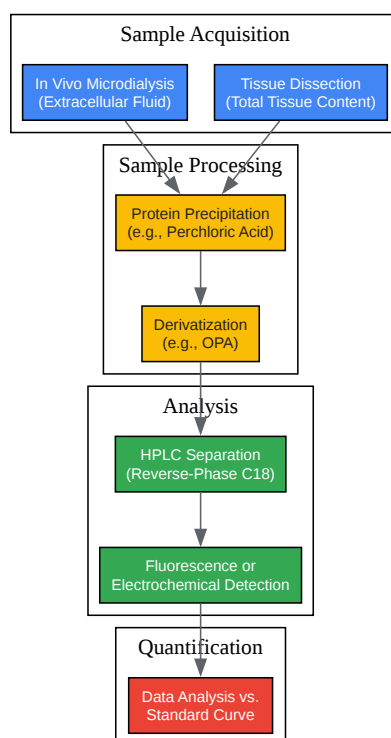 Sample Acquisition
In Vivo Microdialysis
(Extracellular Fluid)
Tissue Dissection
(Total Tissue Content)
Sample Processing
Protein Precipitation
(e.g., Perchloric Acid)
Derivatization
(e.g., OPA)
Analysis
HPLC Separation
(Reverse-Phase C18)
Fluorescence or
Electrochemical Detection
Quantification
Data Analysis vs.
Standard Curve